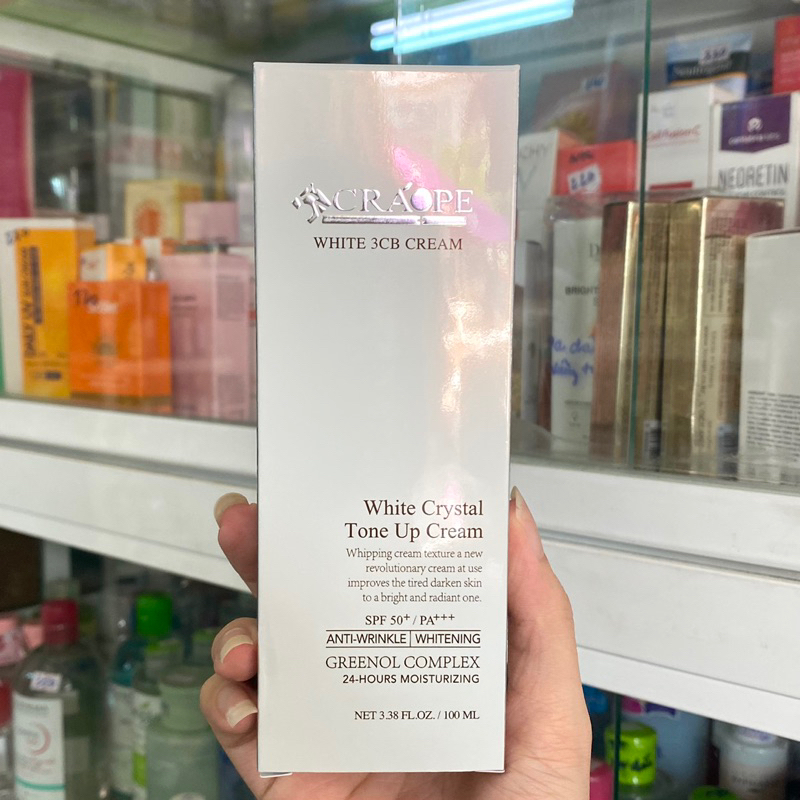 CRÁOPE
WHITE 3CB CREAM
White Crystal
Tone Up Cream
Whipping cream texture a new
revolutionary cream at use
improves the tired darken skin
to a bright and radiant one.
SPF 50+ / PA+++
ANTI-WRINKLE | WHITENING
GREENOL COMPLEX
24-HOURS MOISTURIZING
NET 3.38 FL.OZ. / 100 ML
Neutrogena
NEORETIN